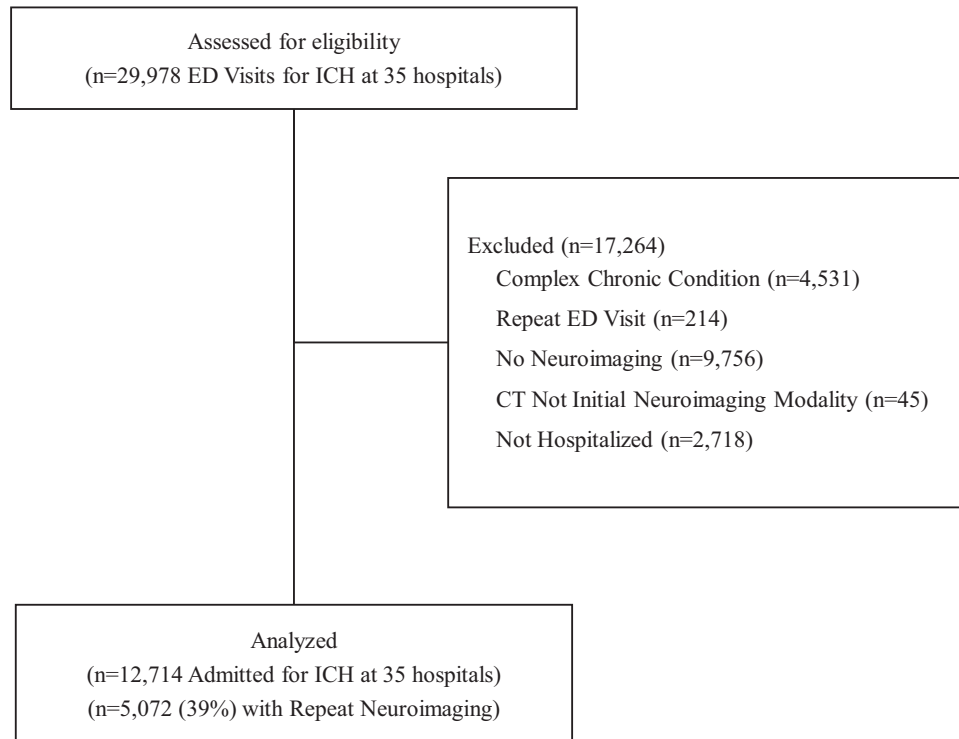 Assessed for eligibility
(n=29,978 ED Visits for ICH at 35 hospitals)
Excluded (n=17,264)
Complex Chronic Condition (n=4,531)
Repeat ED Visit (n=214)
No Neuroimaging (n=9,756)
CT Not Initial Neuroimaging Modality (n=45)
Not Hospitalized (n=2,718)
Analyzed
(n=12,714 Admitted for ICH at 35 hospitals)
(n=5,072 (39%) with Repeat Neuroimaging)